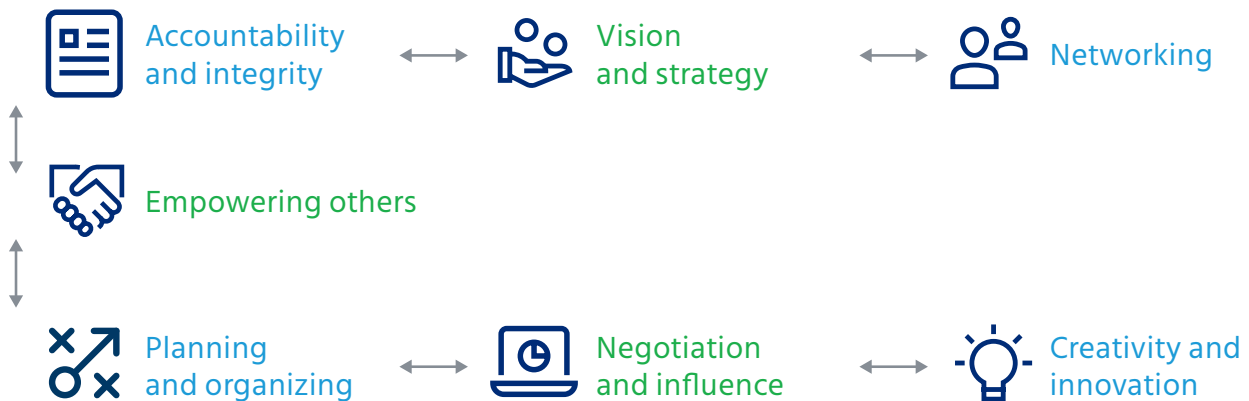 Accountability
and integrity
Vision
and strategy
Networking
Empowering others
Planning
and organizing
Negotiation
and influence
Creativity and
innovation